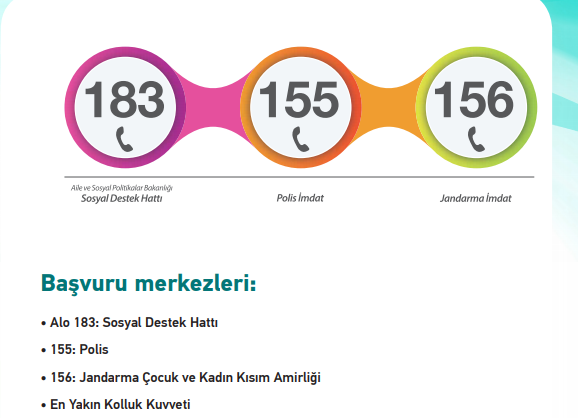 183 155 156
Aile ve Sosyal Politikalar Bakanlığı
Sosyal Destek Hattı Polis İmdat Jandarma İmdat
Başvuru merkezleri:
• Alo 183: Sosyal Destek Hattı
• 155: Polis
• 156: Jandarma Çocuk ve Kadın Kısım Amirliği
• En Yakın Kolluk Kuvveti